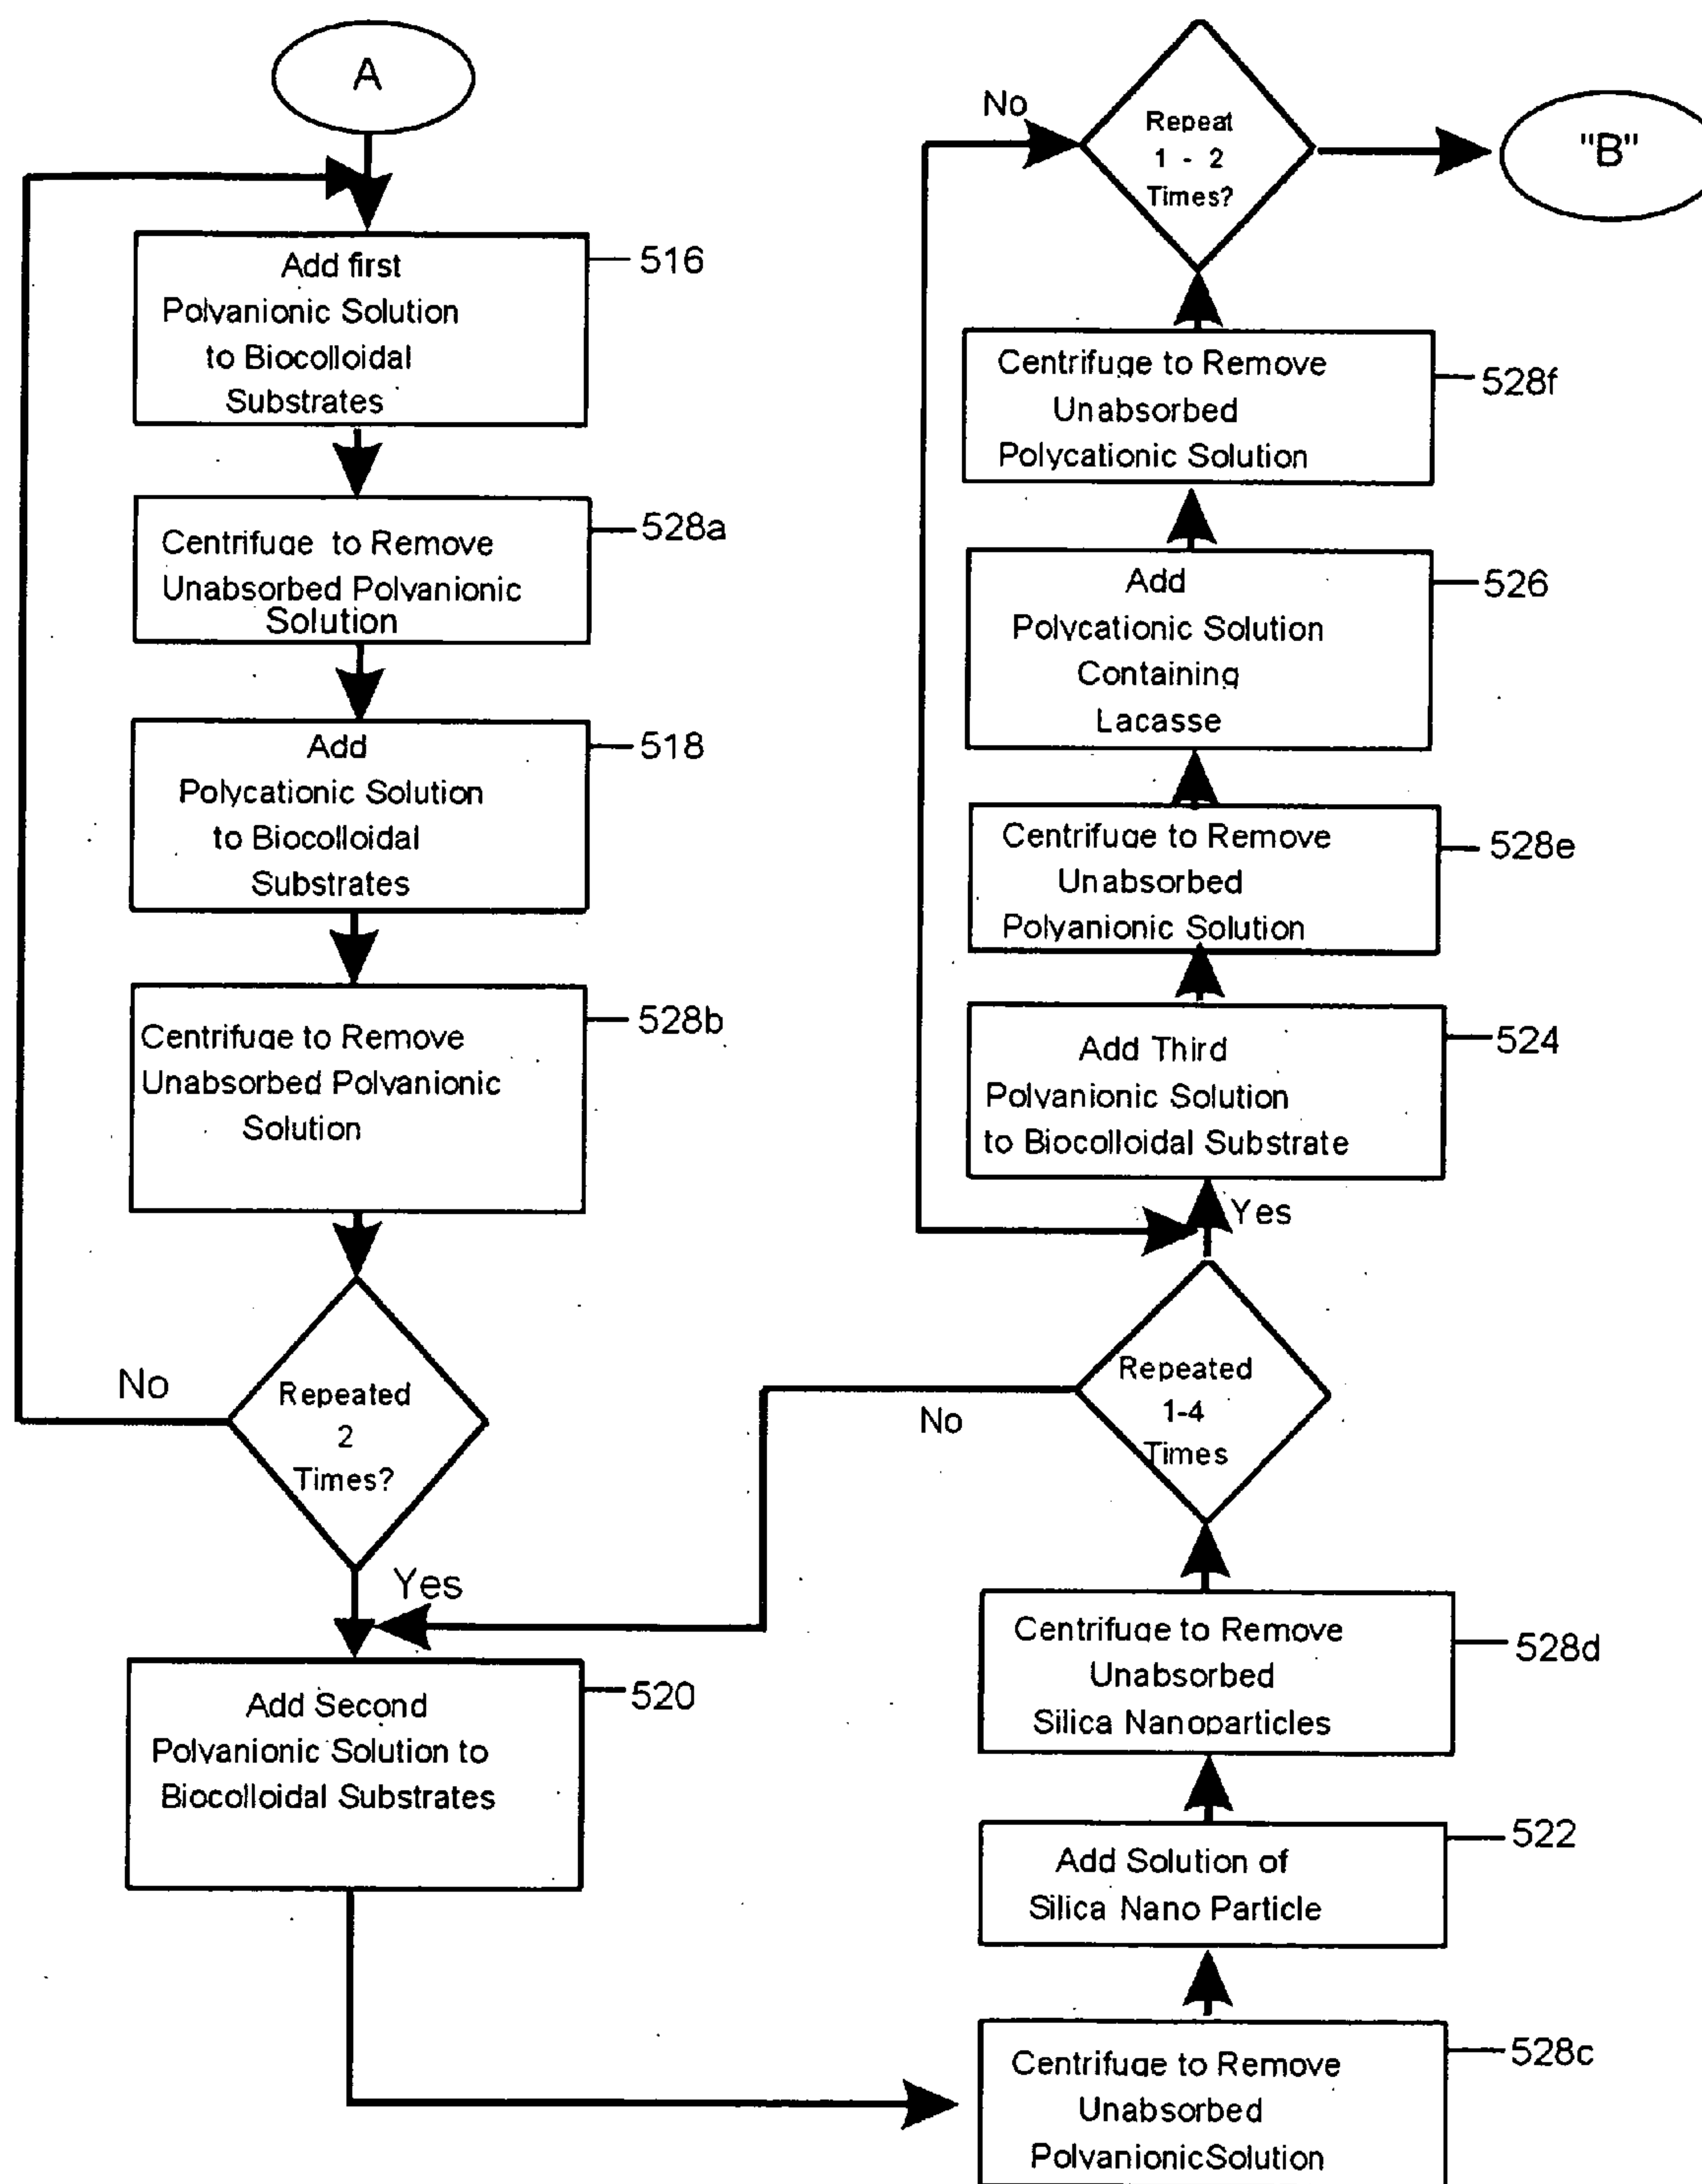 A
Add first
Polyanionic Solution
to Biocolloidal
Substrates
516
Centrifuge to Remove
Unabsorbed Polyanionic
Solution
528a
Add
Polycationic Solution
to Biocolloidal
Substrates
518
Centrifuge to Remove
Unabsorbed Polyanionic
Solution
528b
Repeated
2
Times?
No
Yes
Add Second
Polyanionic Solution to
Biocolloidal Substrates
520
Centrifuge to Remove
Unabsorbed
PolyanionicSolution
528c
Add Solution of
Silica Nano Particle
522
Centrifuge to Remove
Unabsorbed
Silica Nanoparticles
528d
Repeated
1-4
Times
No
Yes
Add Third
Polyanionic Solution
to Biocolloidal Substrate
524
Centrifuge to Remove
Unabsorbed
Polyanionic Solution
528e
Add
Polycationic Solution
Containing
Lacasse
526
Centrifuge to Remove
Unabsorbed
Polycationic Solution
528f
Repeat
1 - 2
Times?
No
"B"